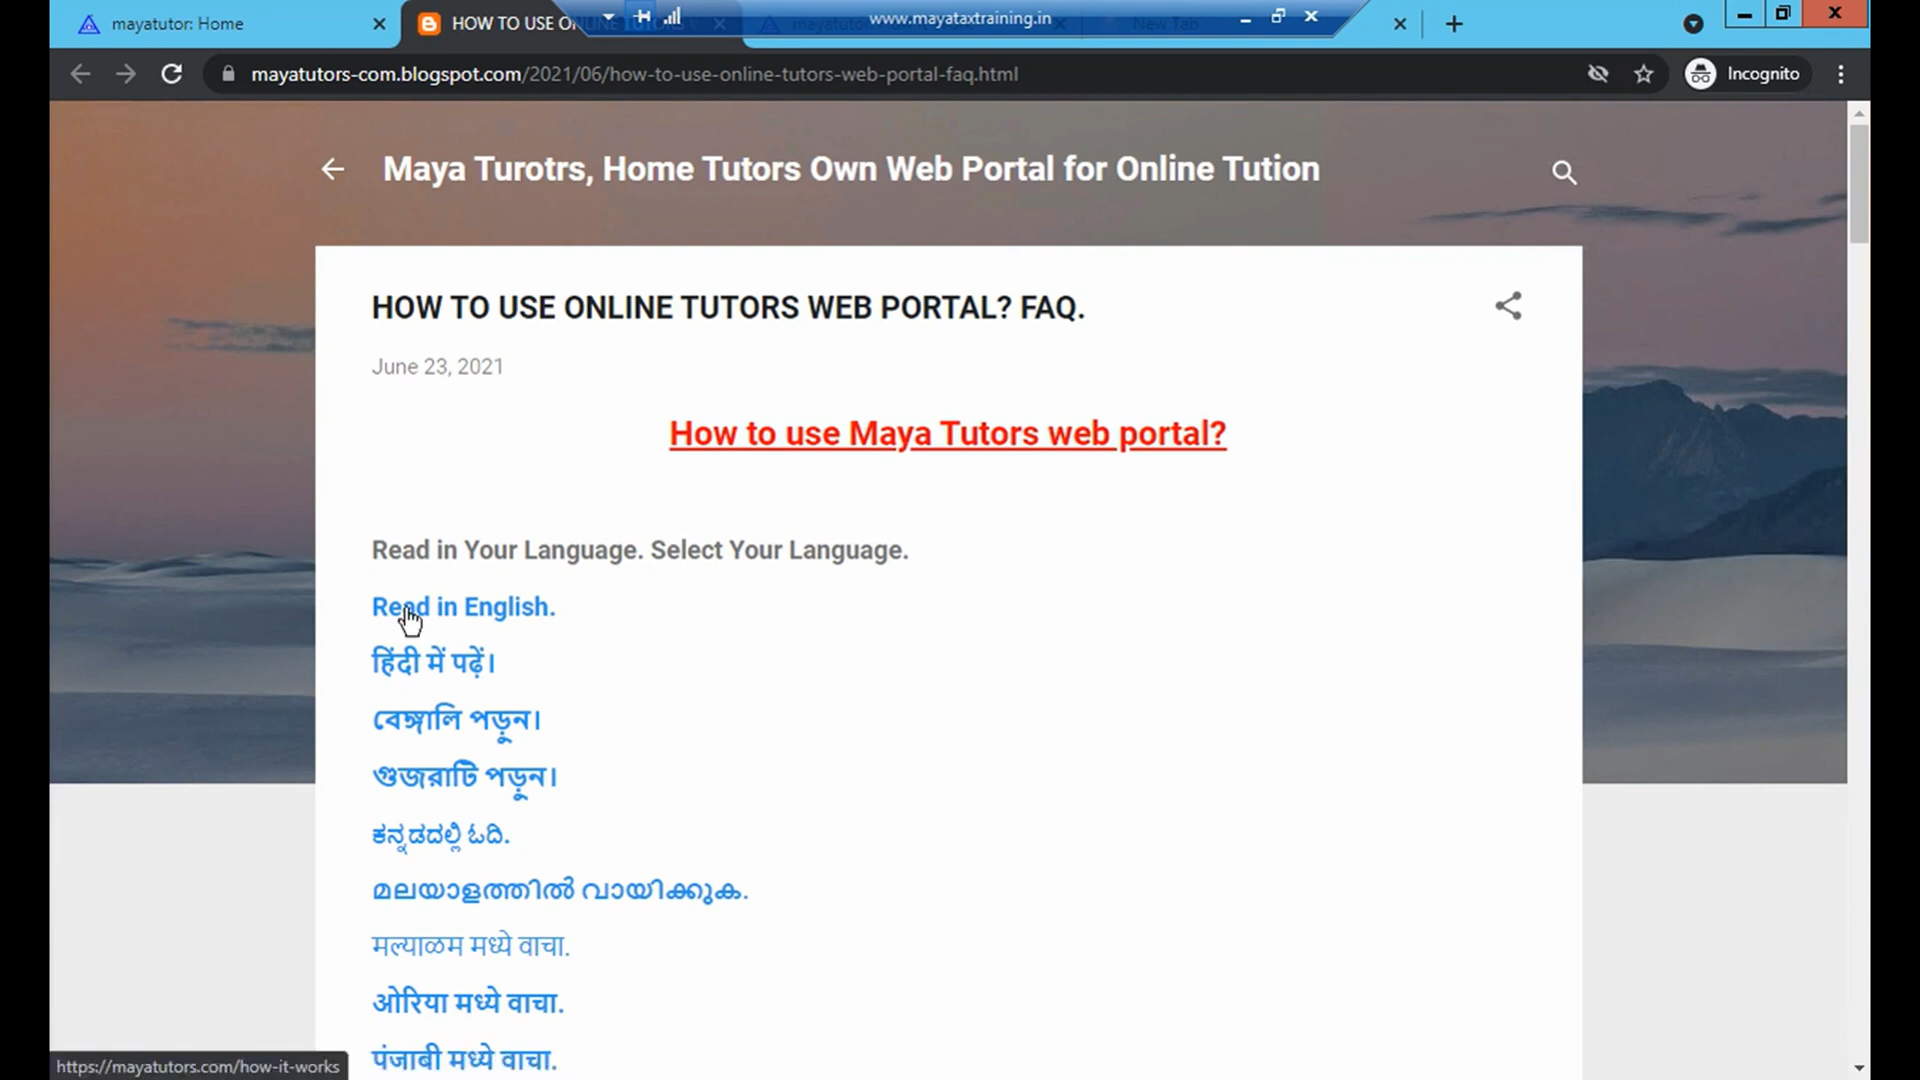 mayatutor: Home
HOW TO USE ON
www.mayataxtraining.in
New Tab
mayatutors-com.blogspot.com/2021/06/how-to-use-online-tutors-web-portal-faq.html
Incognito
Maya Turotrs, Home Tutors Own Web Portal for Online Tution
HOW TO USE ONLINE TUTORS WEB PORTAL? FAQ.
June 23, 2021
How to use Maya Tutors web portal?
Read in Your Language. Select Your Language.
Read in English.
हिंदी में पढ़ें।
বেঙ্গালি পড়ুন।
গুজরাটি পড়ুন।
ಕನ್ನಡದಲ್ಲಿ ಓದಿ.
മലയാളത്തിൽ വായിക്കുക.
मल्याळम मध्ये वाचा.
ओरिया मध्ये वाचा.
पंजाबी मध्ये वाचा.
https://mayatutors.com/how-it-works